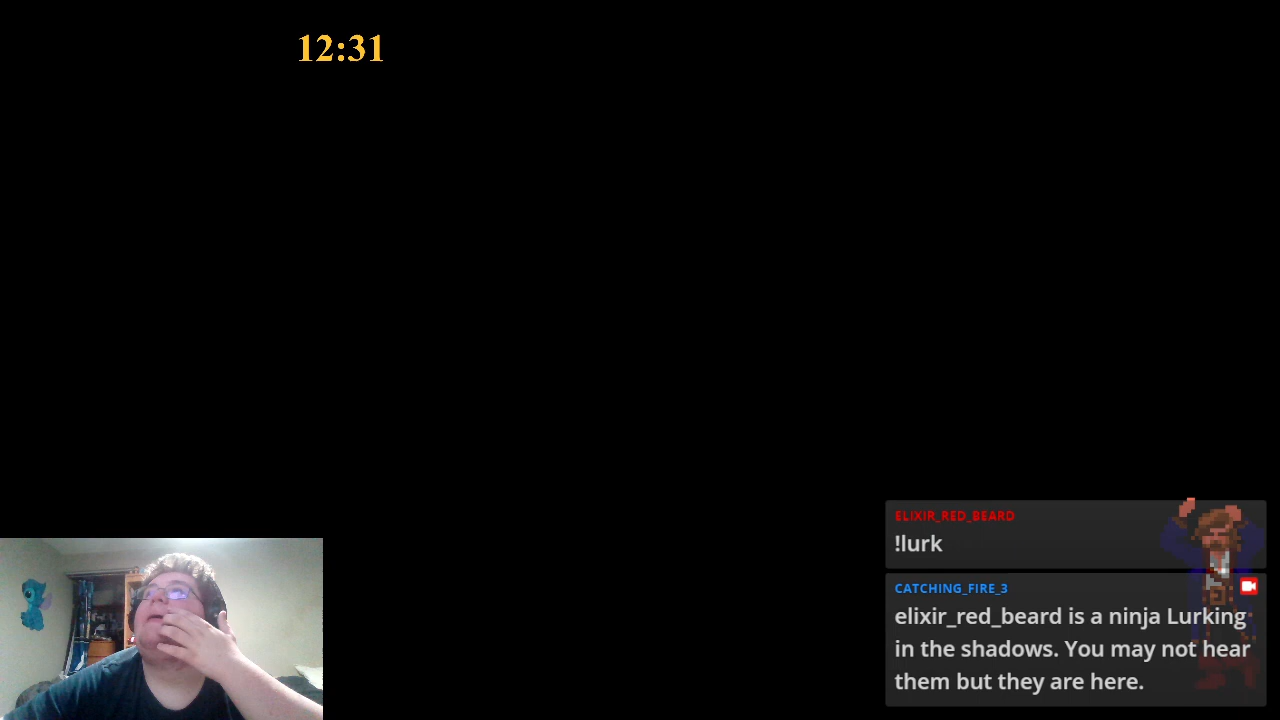 12:31
ELIXIR_RED_BEARD
!lurk
CATCHING_FIRE_3
elixir_red_beard is a ninja Lurking
in the shadows. You may not hear
them but they are here.